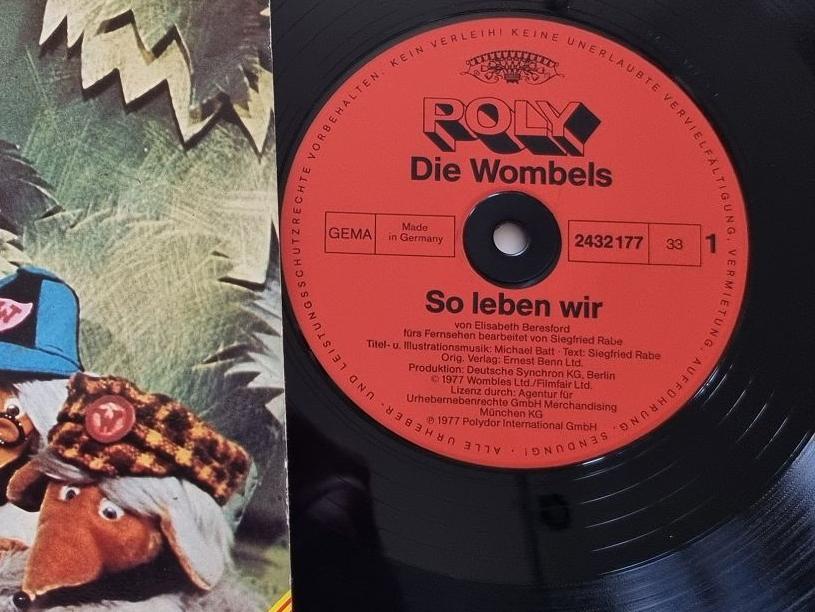 KEIN VERLEIH! KEINE UNERLAUBTE VERVIELFÄLTIGUNG, VERMIETUNG, AUFFÜHRUNG, SENDUNG! · ALLE URHEBER- UND LEISTUNGSSCHUTZRECHTE VORBEHALTEN.
POLY
Die Wombels
GEMA
Made
in Germany
2432177
33
1
So leben wir
von Elisabeth Beresford
fürs Fernsehen bearbeitet von Siegfried Rabe
Titel- u. Illustrationsmusik: Michael Batt · Text: Siegfried Rabe
Orig. Verlag: Ernest Benn Ltd.
Produktion: Deutsche Synchron KG, Berlin
© 1977 Wombles Ltd./Filmfair Ltd.
Lizenz durch: Agentur für
Urhebernebenrechte GmbH Merchandising
München KG
℗ 1977 Polydor International GmbH
W
W